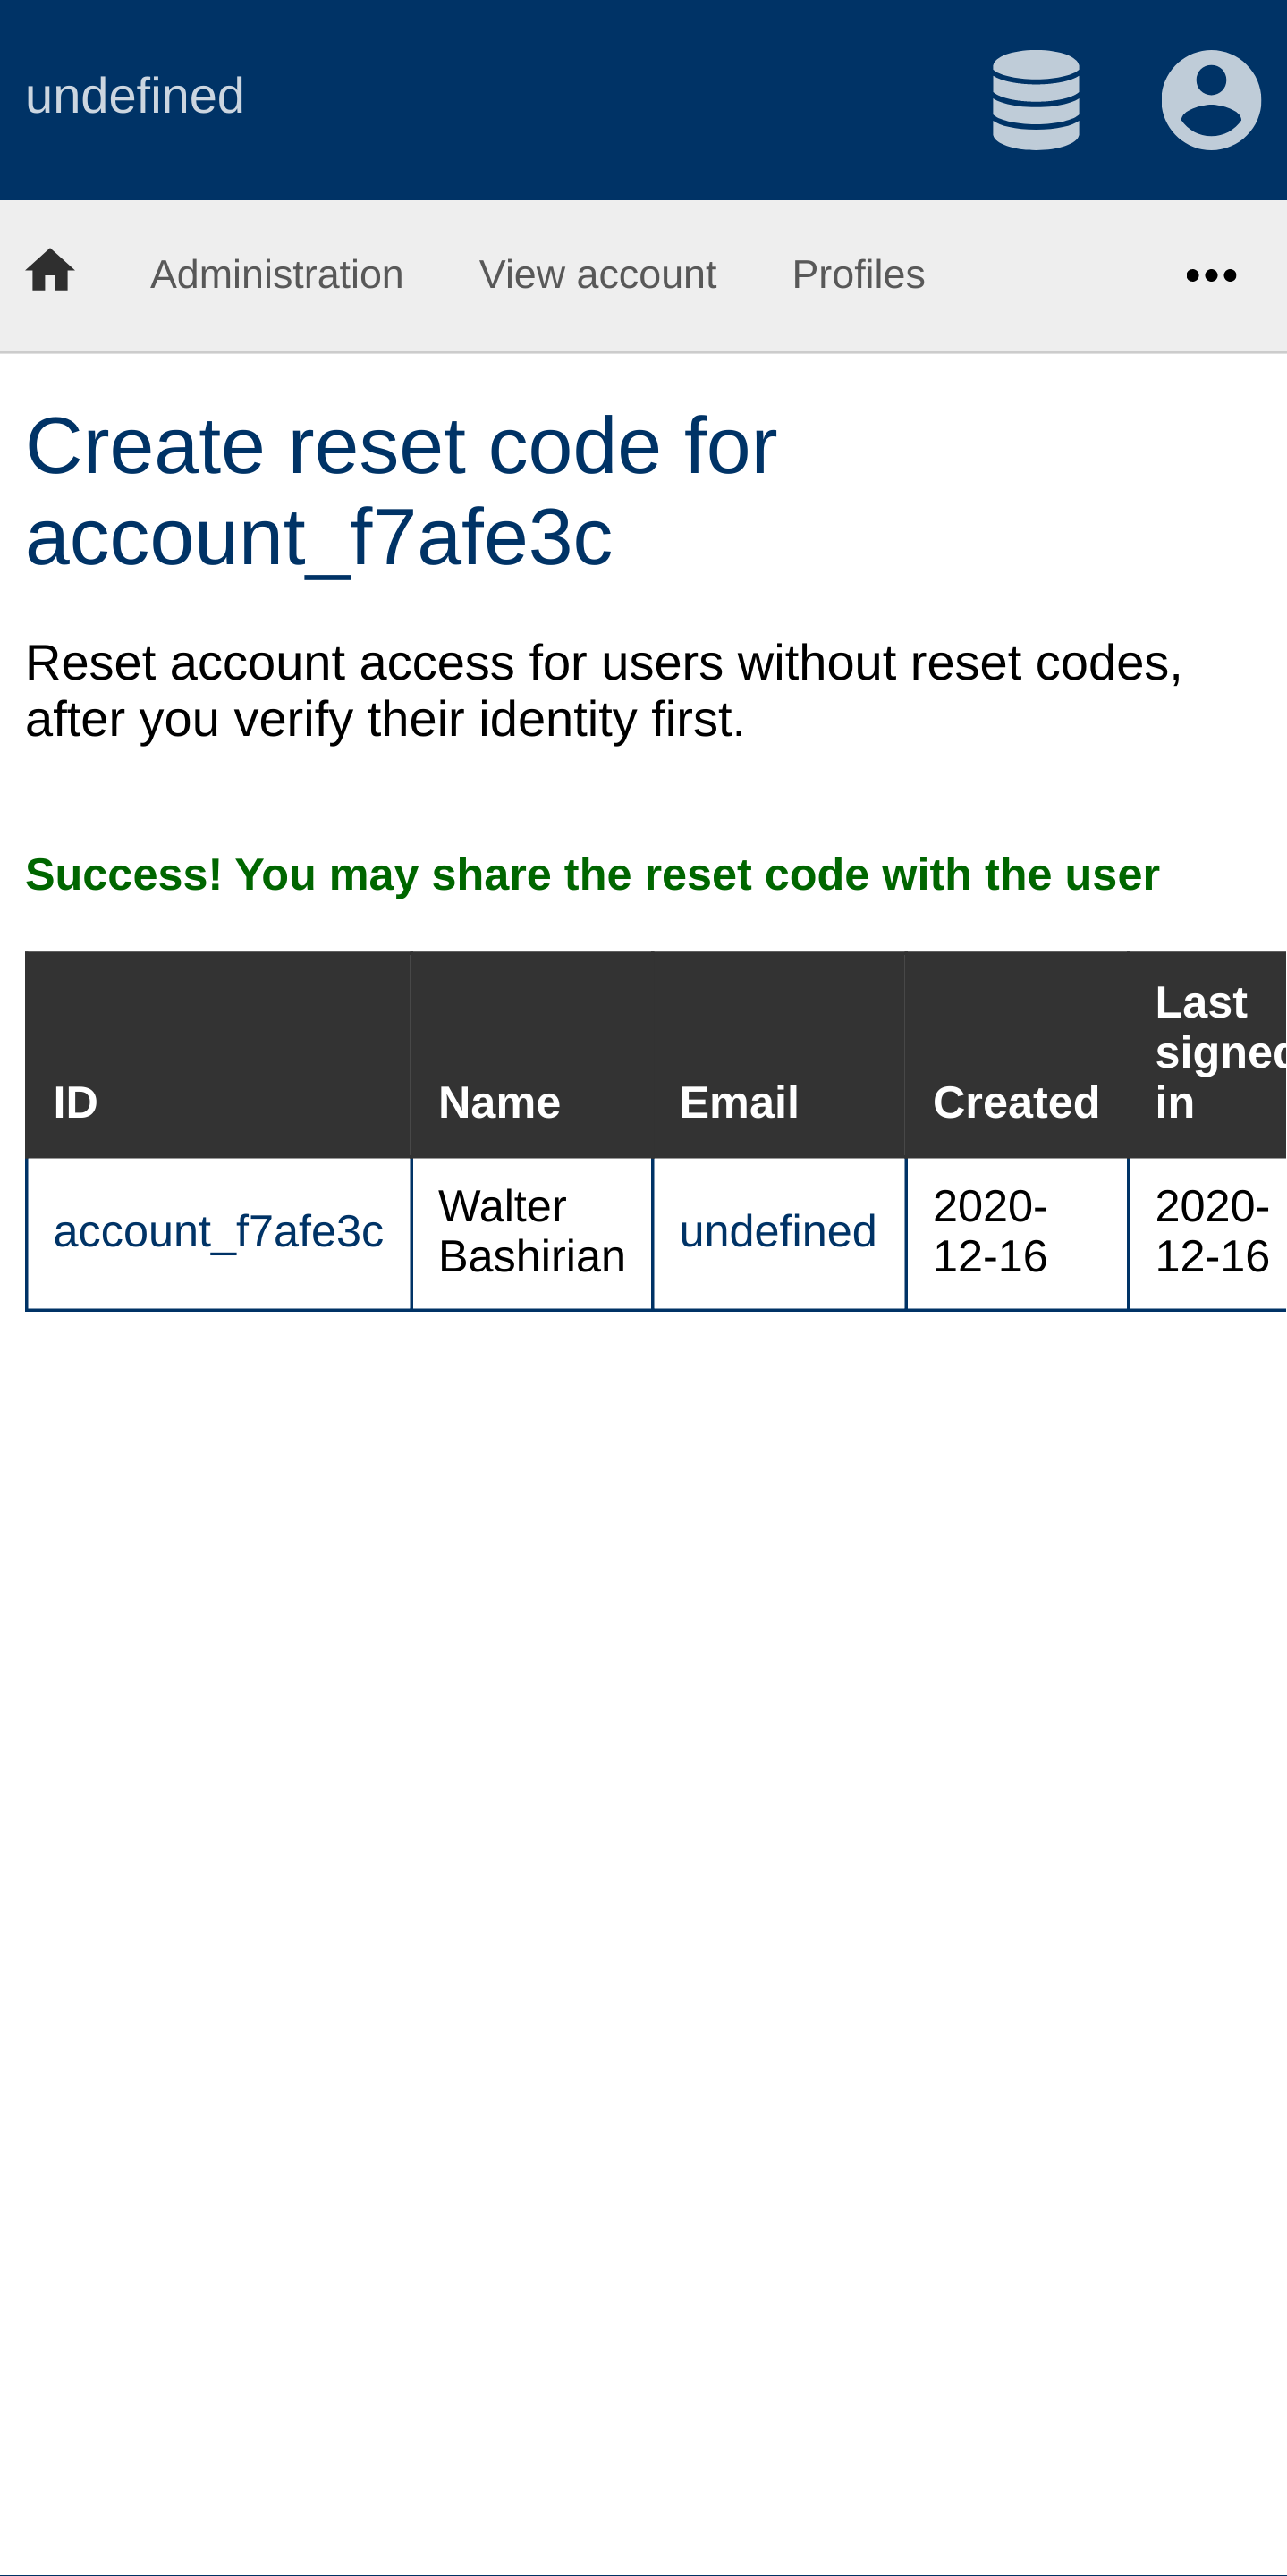 undefined
Administration View account Profiles
Create reset code for
account_f7afe3c
Reset account access for users without reset codes,
after you verify their identity first.
Success! You may share the reset code with the user
ID Name Email Created Last signed in
account_f7afe3c Walter Bashirian undefined 2020-12-16 2020-12-16